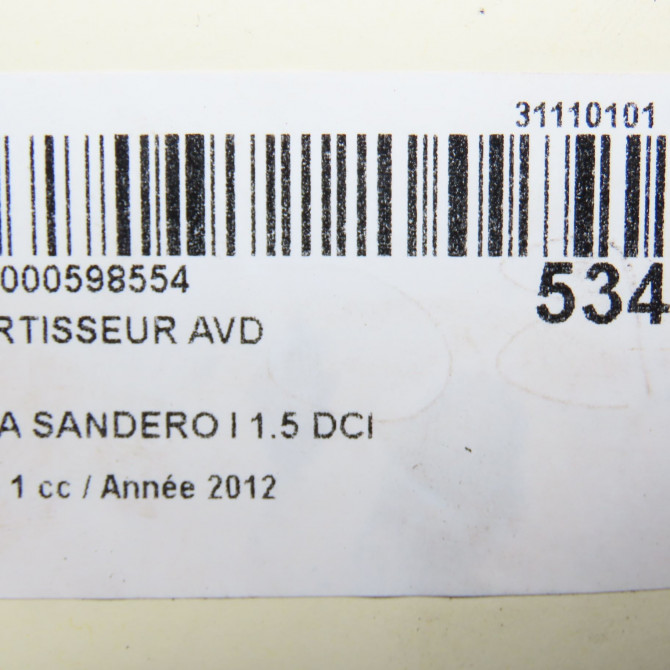 31110101
000598554
534
RTISSEUR AVD
A SANDERO I 1.5 DCI
1 cc / Année 2012